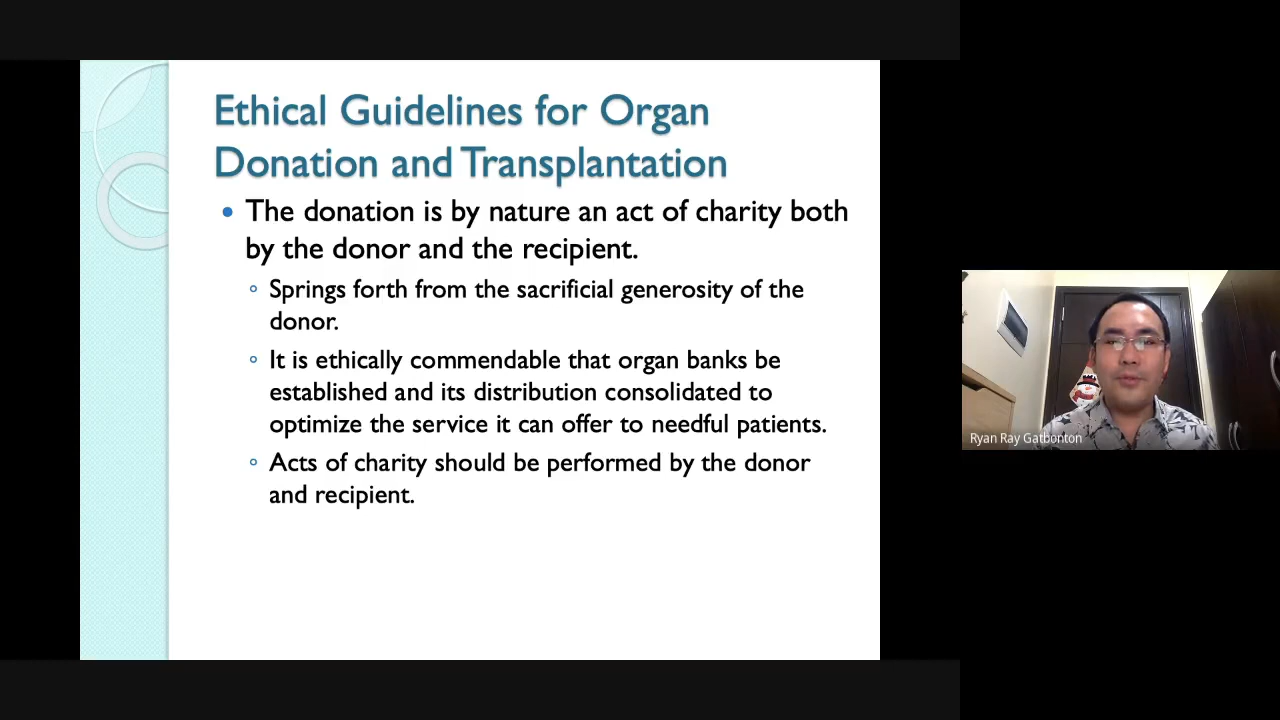 Ethical Guidelines for Organ
Donation and Transplantation
The donation is by nature an act of charity both
by the donor and the recipient.
Springs forth from the sacrificial generosity of the
donor.
It is ethically commendable that organ banks be
established and its distribution consolidated to
optimize the service it can offer to needful patients.
Acts of charity should be performed by the donor
and recipient.
Ryan Ray Gatbonton